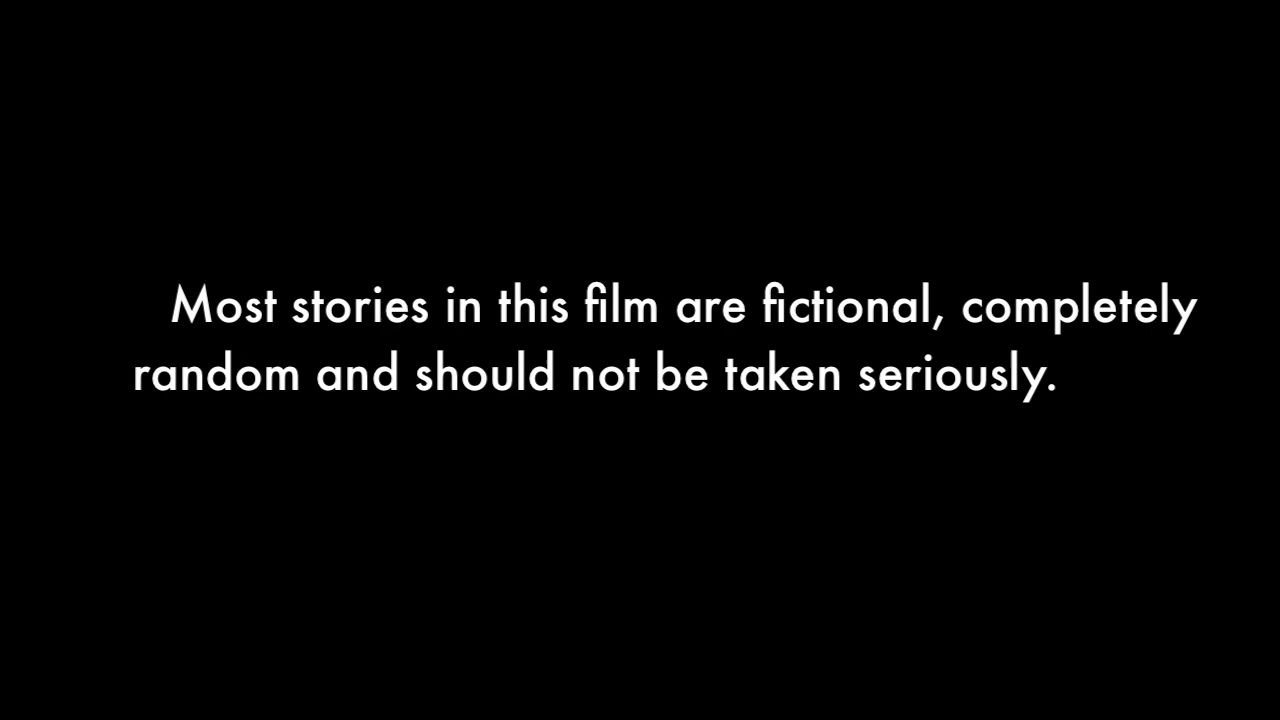 Most stories in this film are fictional, completely
random and should not be taken seriously.